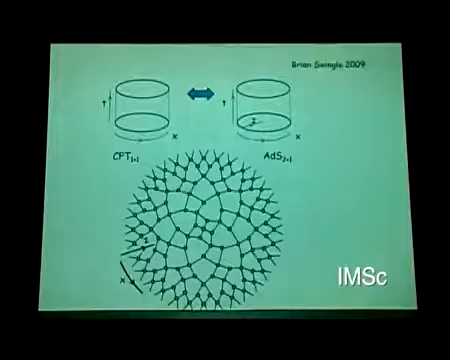 Brian Swingle 2009
T
T
Z
X
X
CFT₁₊₁
AdS₂₊₁
Z
X
IMSc